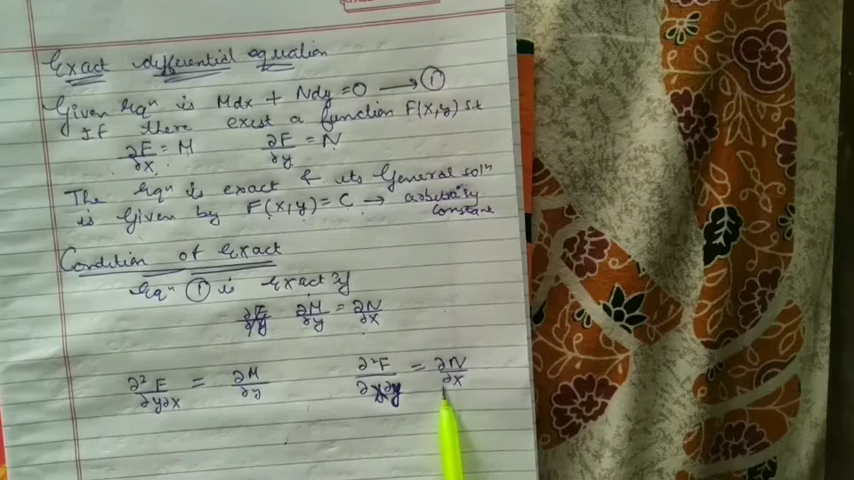 Exact differential equation
Given Eqⁿ is Mdx + Ndy = 0 → ①
If there exist a function F(x,y) s.t
∂F/∂x = M ∂F/∂y = N
The Eqⁿ is exact & its General solⁿ
is Given by F(x,y) = C → arbitrary constant
Condition of Exact
Eqⁿ ① is Exact if
∂M/∂y = ∂N/∂x
∂²F/∂y∂x = ∂M/∂y ∂²F/∂x∂y = ∂N/∂x